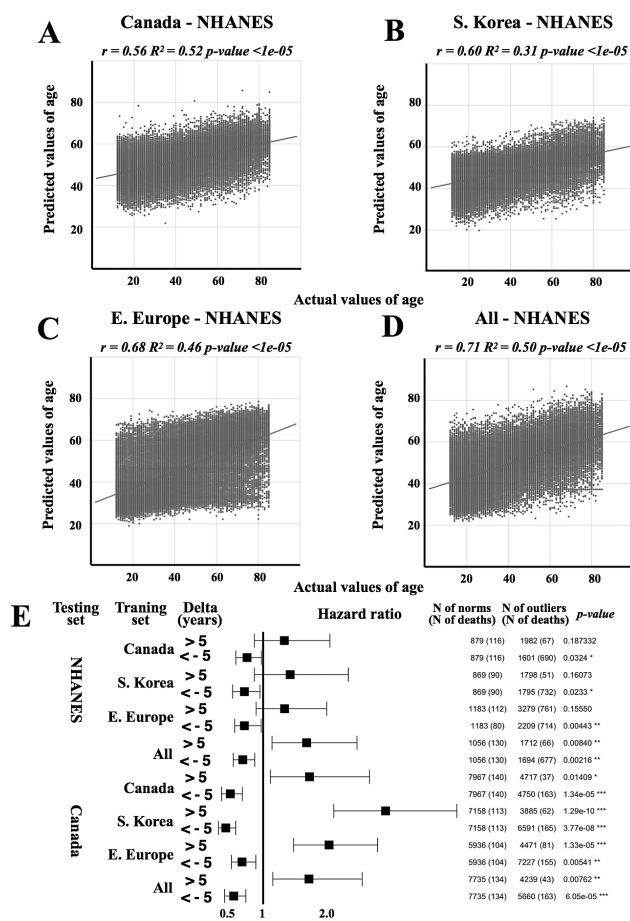 A
Canada - NHANES
r = 0.56 R² = 0.52 p-value <1e-05
Predicted values of age
80
60
40
20
20 40 60 80
B
S. Korea - NHANES
r = 0.60 R² = 0.31 p-value <1e-05
Predicted values of age
80
60
40
20
20 40 60 80
Actual values of age
C
E. Europe - NHANES
r = 0.68 R² = 0.46 p-value <1e-05
Predicted values of age
80
60
40
20
20 40 60 80
D
All - NHANES
r = 0.71 R² = 0.50 p-value <1e-05
Predicted values of age
80
60
40
20
20 40 60 80
Actual values of age
E
Testing set Traning set Delta (years) Hazard ratio N of norms (N of deaths) N of outliers (N of deaths) p-value
NHANES
Canada > 5 879 (116) 1982 (67) 0.187332
< - 5 879 (116) 1601 (690) 0.0324 *
S. Korea > 5 869 (90) 1798 (51) 0.16073
< - 5 869 (90) 1795 (732) 0.0233 *
E. Europe > 5 1183 (112) 3279 (761) 0.15550
< - 5 1183 (80) 2209 (714) 0.00443 **
All > 5 1056 (130) 1712 (66) 0.00840 **
< - 5 1056 (130) 1694 (677) 0.00216 **
Canada
Canada > 5 7967 (140) 4717 (37) 0.01409 *
< - 5 7967 (140) 4750 (163) 1.34e-05 ***
S. Korea > 5 7158 (113) 3885 (62) 1.29e-10 ***
< - 5 7158 (113) 6591 (165) 3.77e-08 ***
E. Europe > 5 5936 (104) 4471 (81) 1.33e-05 ***
< - 5 5936 (104) 7227 (155) 0.00541 **
All > 5 7735 (134) 4239 (43) 0.00762 **
< - 5 7735 (134) 5660 (163) 6.05e-05 ***
0.5 1 2.0